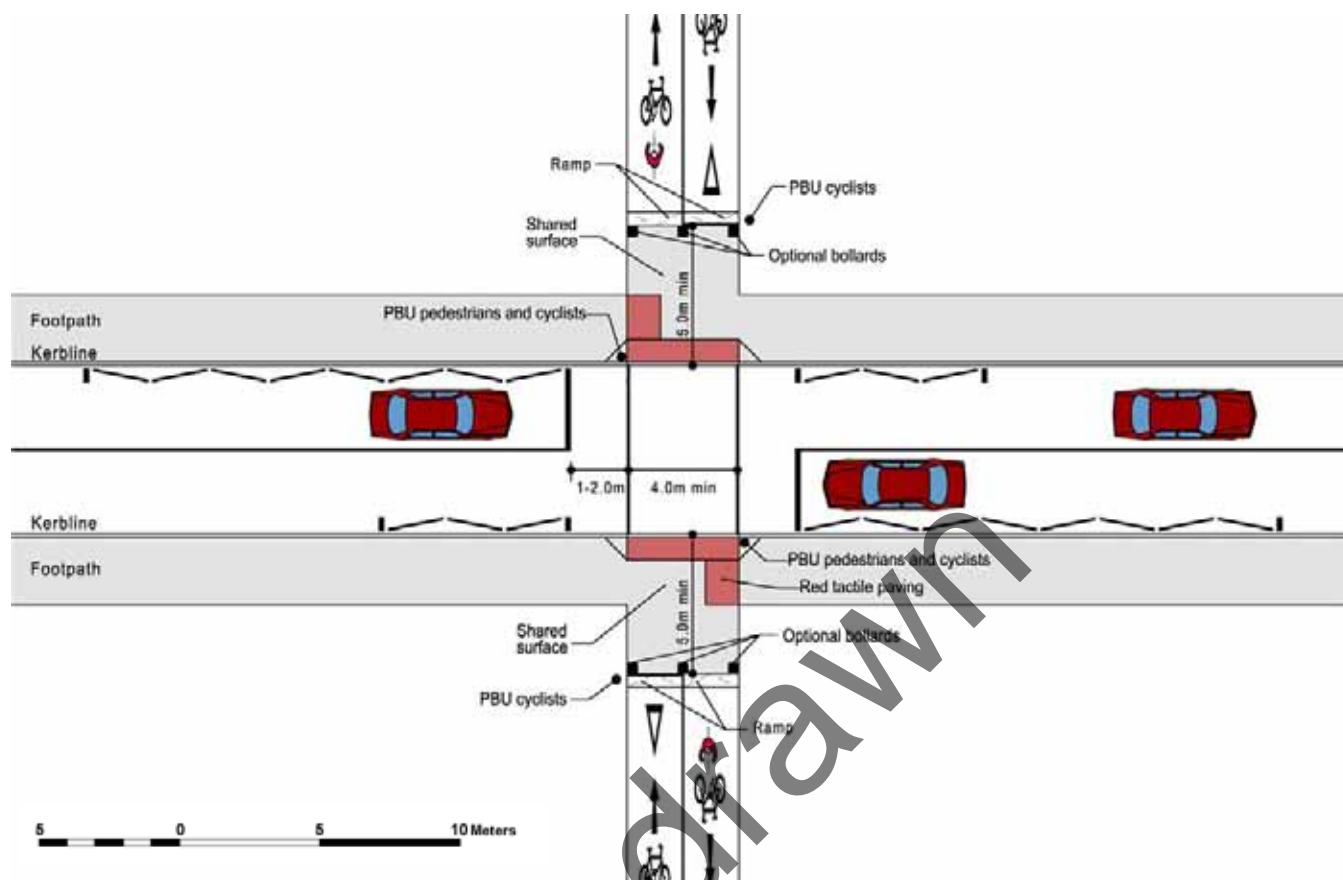 Ramp
PBU cyclists
Shared
surface
Optional bollards
5.0m min
PBU pedestrians and cyclists
Footpath
Kerbline
1-2.0m
4.0m min
Kerbline
Footpath
PBU pedestrians and cyclists
Red tactile paving
5.0m min
Shared
surface
Optional bollards
PBU cyclists
Ramp
5 0 5 10 Meters
drawn